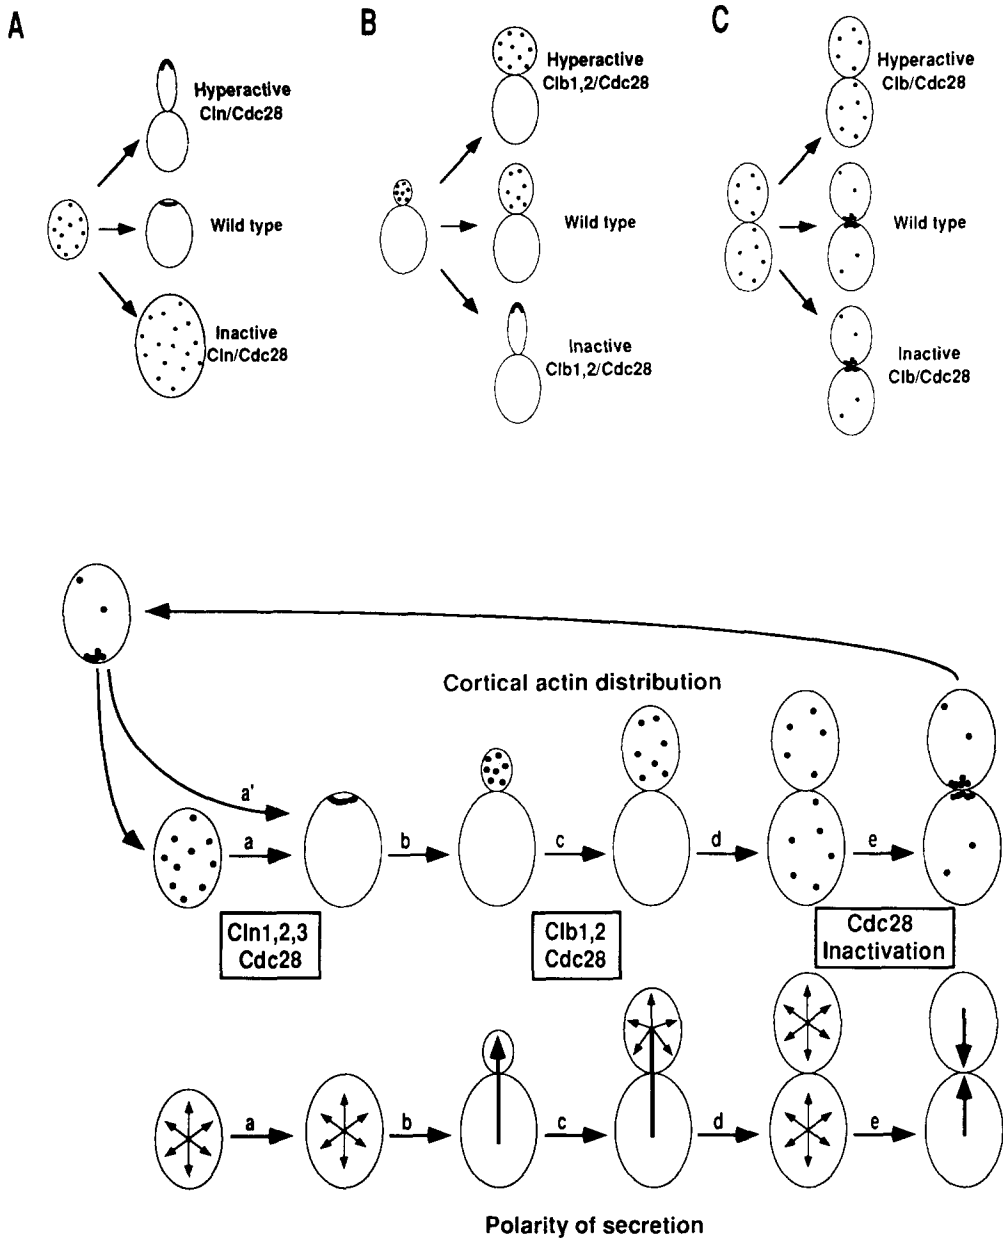 A
Hyperactive
Cln/Cdc28
Wild type
Inactive
Cln/Cdc28
B
Hyperactive
Clb1,2/Cdc28
Wild type
Inactive
Clb1,2/Cdc28
C
Hyperactive
Clb/Cdc28
Wild type
Inactive
Clb/Cdc28
Cortical actin distribution
a'
a
b
c
d
e
Cln1,2,3
Cdc28
Clb1,2
Cdc28
Cdc28
Inactivation
a
b
c
d
e
Polarity of secretion